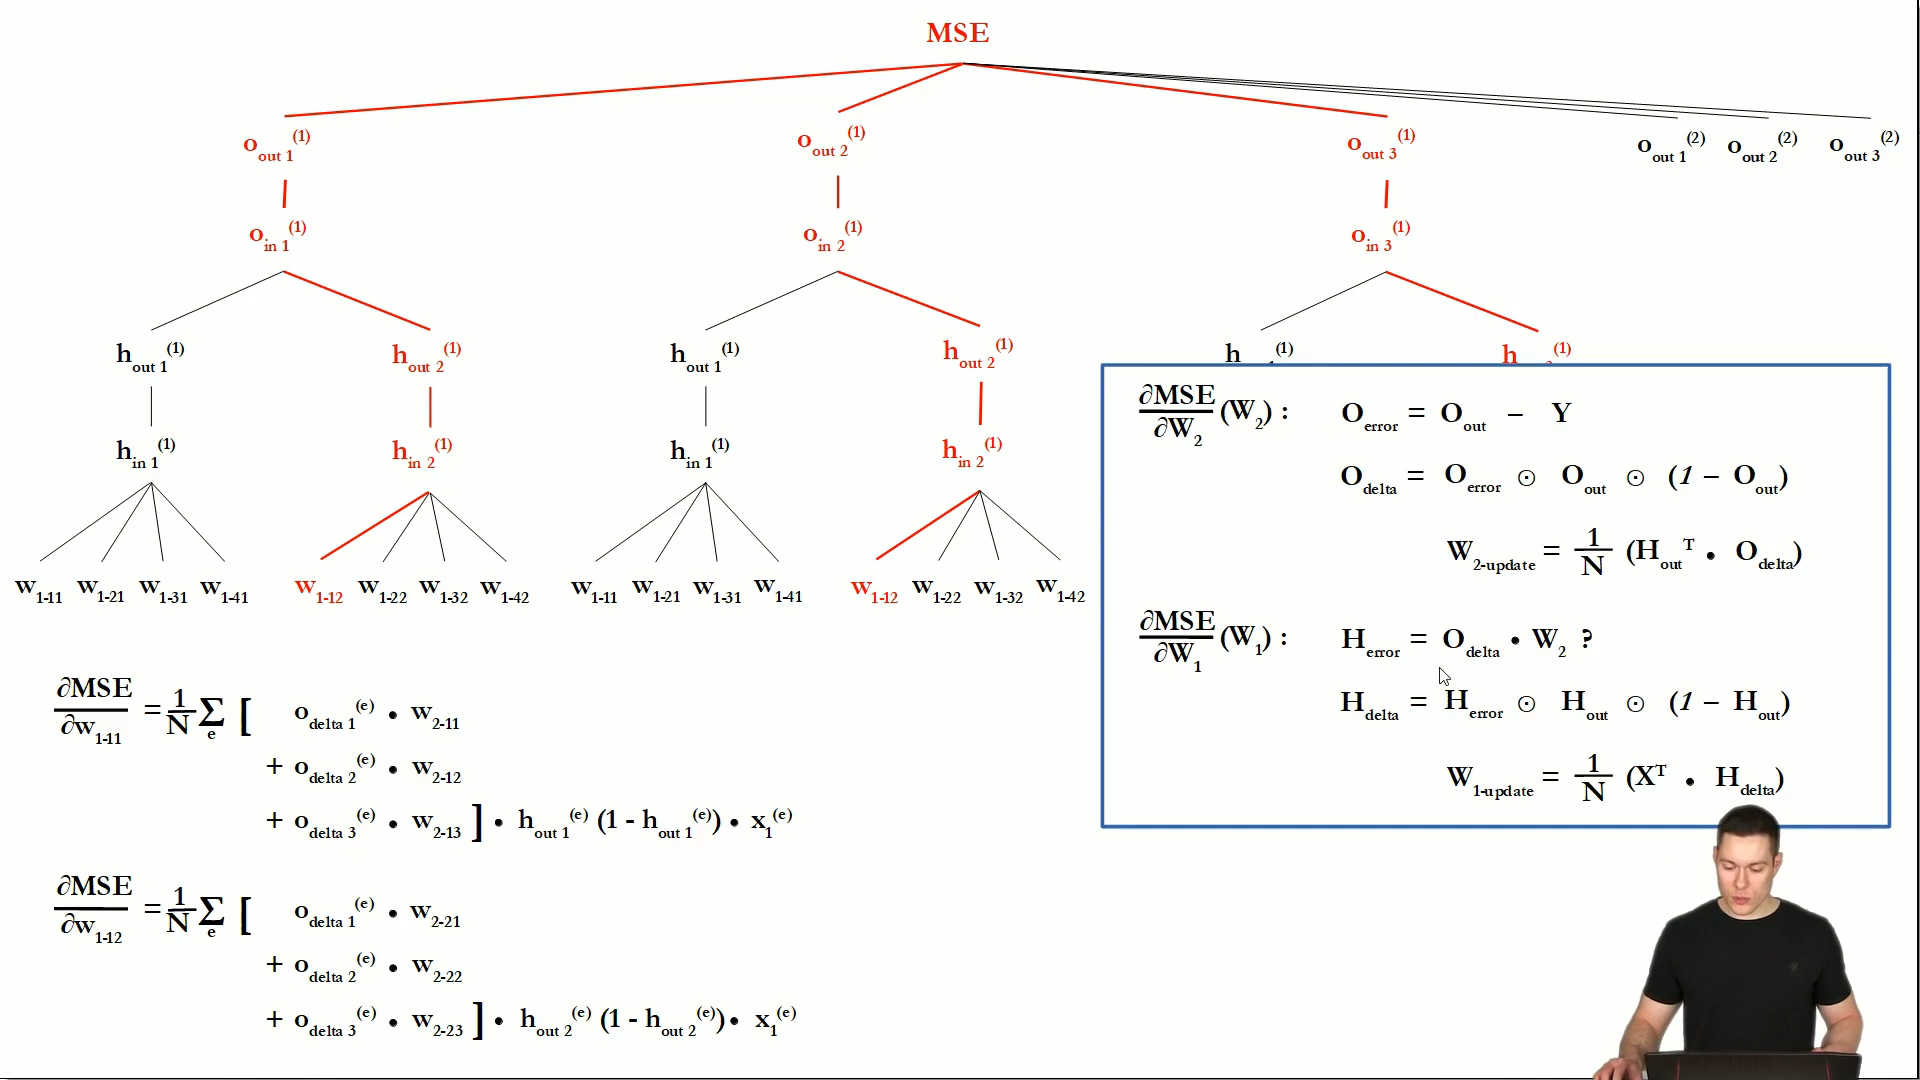 MSE
o out 1 (1) o out 2 (1) o out 3 (1) o out 1 (2) o out 2 (2) o out 3 (2)
o in 1 (1) o in 2 (1) o in 3 (1)
h out 1 (1) h out 2 (1) h out 1 (1) h out 2 (1) h (1) h (1)
h in 1 (1) h in 2 (1) h in 1 (1) h in 2 (1)
w 1-11 w 1-21 w 1-31 w 1-41 w 1-12 w 1-22 w 1-32 w 1-42 w 1-11 w 1-21 w 1-31 w 1-41 w 1-12 w 1-22 w 1-32 w 1-42
∂MSE/∂W2 (W2) : O error = O out – Y
O delta = O error ⊙ O out ⊙ (1 – O out)
W 2-update = 1/N (H out T • O delta)
∂MSE/∂W1 (W1) : H error = O delta • W2 ?
H delta = H error ⊙ H out ⊙ (1 – H out)
W 1-update = 1/N (X T • H delta)
∂MSE/∂w 1-11 = 1/N Σ e [ o delta 1 (e) • w 2-11
+ o delta 2 (e) • w 2-12
+ o delta 3 (e) • w 2-13 ] • h out 1 (e) (1 - h out 1 (e)) • x1 (e)
∂MSE/∂w 1-12 = 1/N Σ e [ o delta 1 (e) • w 2-21
+ o delta 2 (e) • w 2-22
+ o delta 3 (e) • w 2-23 ] • h out 2 (e) (1 - h out 2 (e)) • x1 (e)